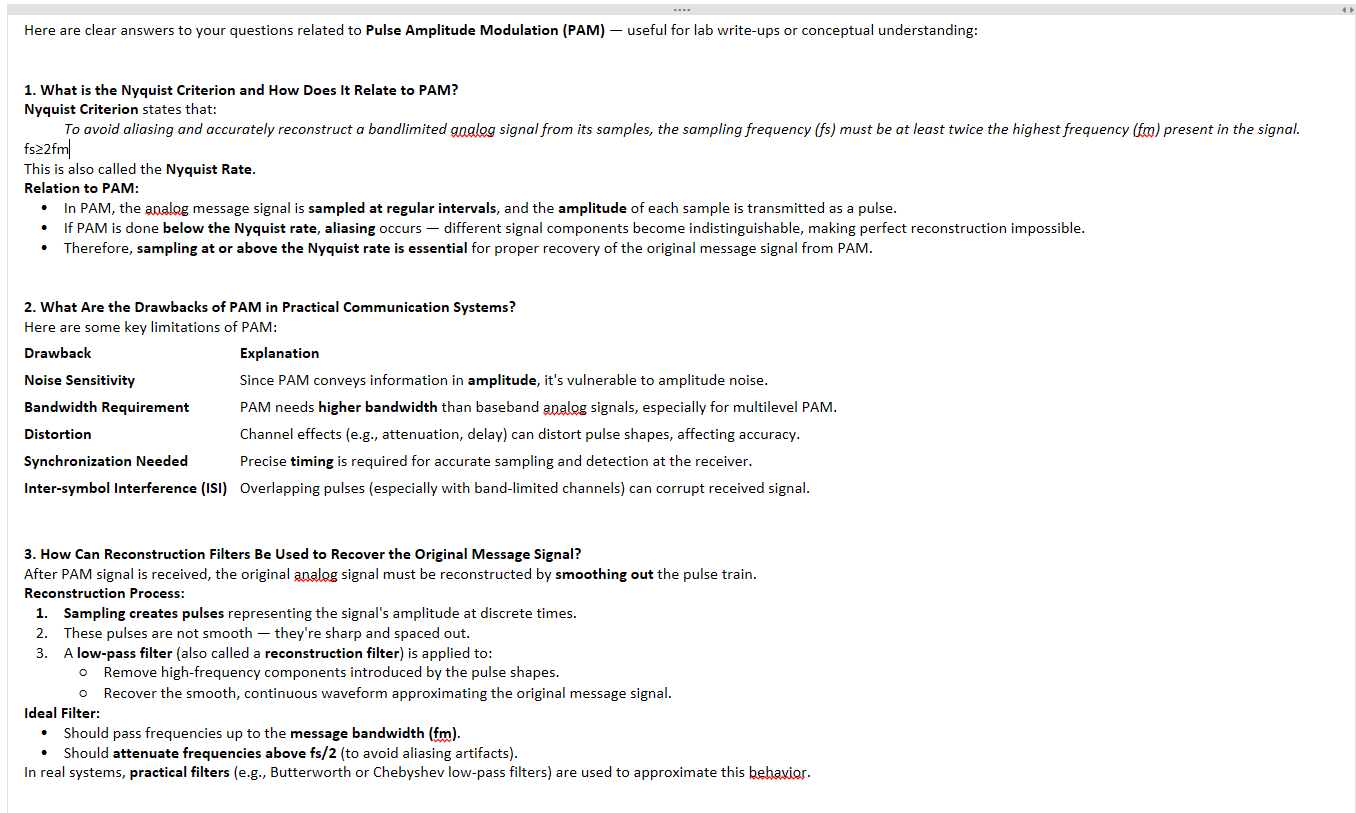 Here are clear answers to your questions related to Pulse Amplitude Modulation (PAM) — useful for lab write-ups or conceptual understanding:
1. What is the Nyquist Criterion and How Does It Relate to PAM?
Nyquist Criterion states that:
To avoid aliasing and accurately reconstruct a bandlimited analog signal from its samples, the sampling frequency (fs) must be at least twice the highest frequency (fm) present in the signal.
fs≥2fm
This is also called the Nyquist Rate.
Relation to PAM:
• In PAM, the analog message signal is sampled at regular intervals, and the amplitude of each sample is transmitted as a pulse.
• If PAM is done below the Nyquist rate, aliasing occurs — different signal components become indistinguishable, making perfect reconstruction impossible.
• Therefore, sampling at or above the Nyquist rate is essential for proper recovery of the original message signal from PAM.
2. What Are the Drawbacks of PAM in Practical Communication Systems?
Here are some key limitations of PAM:
Drawback Explanation
Noise Sensitivity Since PAM conveys information in amplitude, it's vulnerable to amplitude noise.
Bandwidth Requirement PAM needs higher bandwidth than baseband analog signals, especially for multilevel PAM.
Distortion Channel effects (e.g., attenuation, delay) can distort pulse shapes, affecting accuracy.
Synchronization Needed Precise timing is required for accurate sampling and detection at the receiver.
Inter-symbol Interference (ISI) Overlapping pulses (especially with band-limited channels) can corrupt received signal.
3. How Can Reconstruction Filters Be Used to Recover the Original Message Signal?
After PAM signal is received, the original analog signal must be reconstructed by smoothing out the pulse train.
Reconstruction Process:
1. Sampling creates pulses representing the signal's amplitude at discrete times.
2. These pulses are not smooth — they're sharp and spaced out.
3. A low-pass filter (also called a reconstruction filter) is applied to:
○ Remove high-frequency components introduced by the pulse shapes.
○ Recover the smooth, continuous waveform approximating the original message signal.
Ideal Filter:
• Should pass frequencies up to the message bandwidth (fm).
• Should attenuate frequencies above fs/2 (to avoid aliasing artifacts).
In real systems, practical filters (e.g., Butterworth or Chebyshev low-pass filters) are used to approximate this behavior.